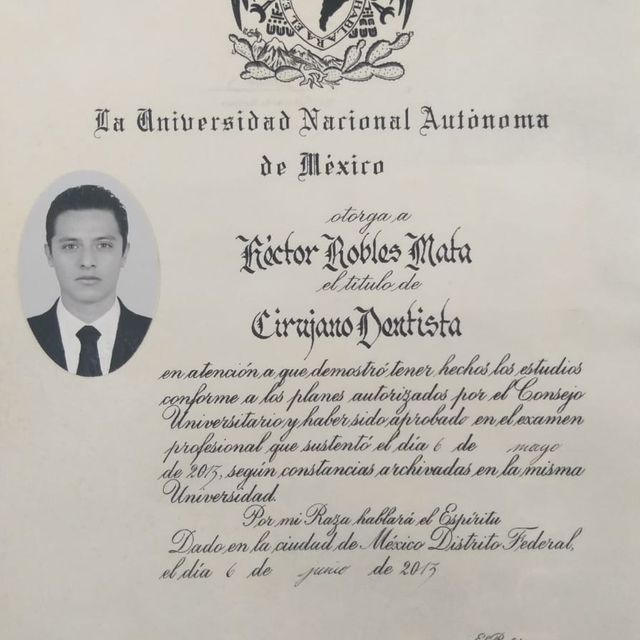 HABLARA EL E
La Universidad Nacional Autónoma
de México
otorga a
Héctor Robles Mata
el título de
Cirujano Dentista
en atención a que demostró tener hechos los estudios
conforme a los planes autorizados por el Consejo
Universitario y haber sido aprobado en el examen
profesional que sustentó el día 6 de mayo
de 2013, según constancias archivadas en la misma
Universidad.
Por mi Raza hablará el Espíritu
Dado en la ciudad de México Distrito Federal,
el día 6 de junio de 2013